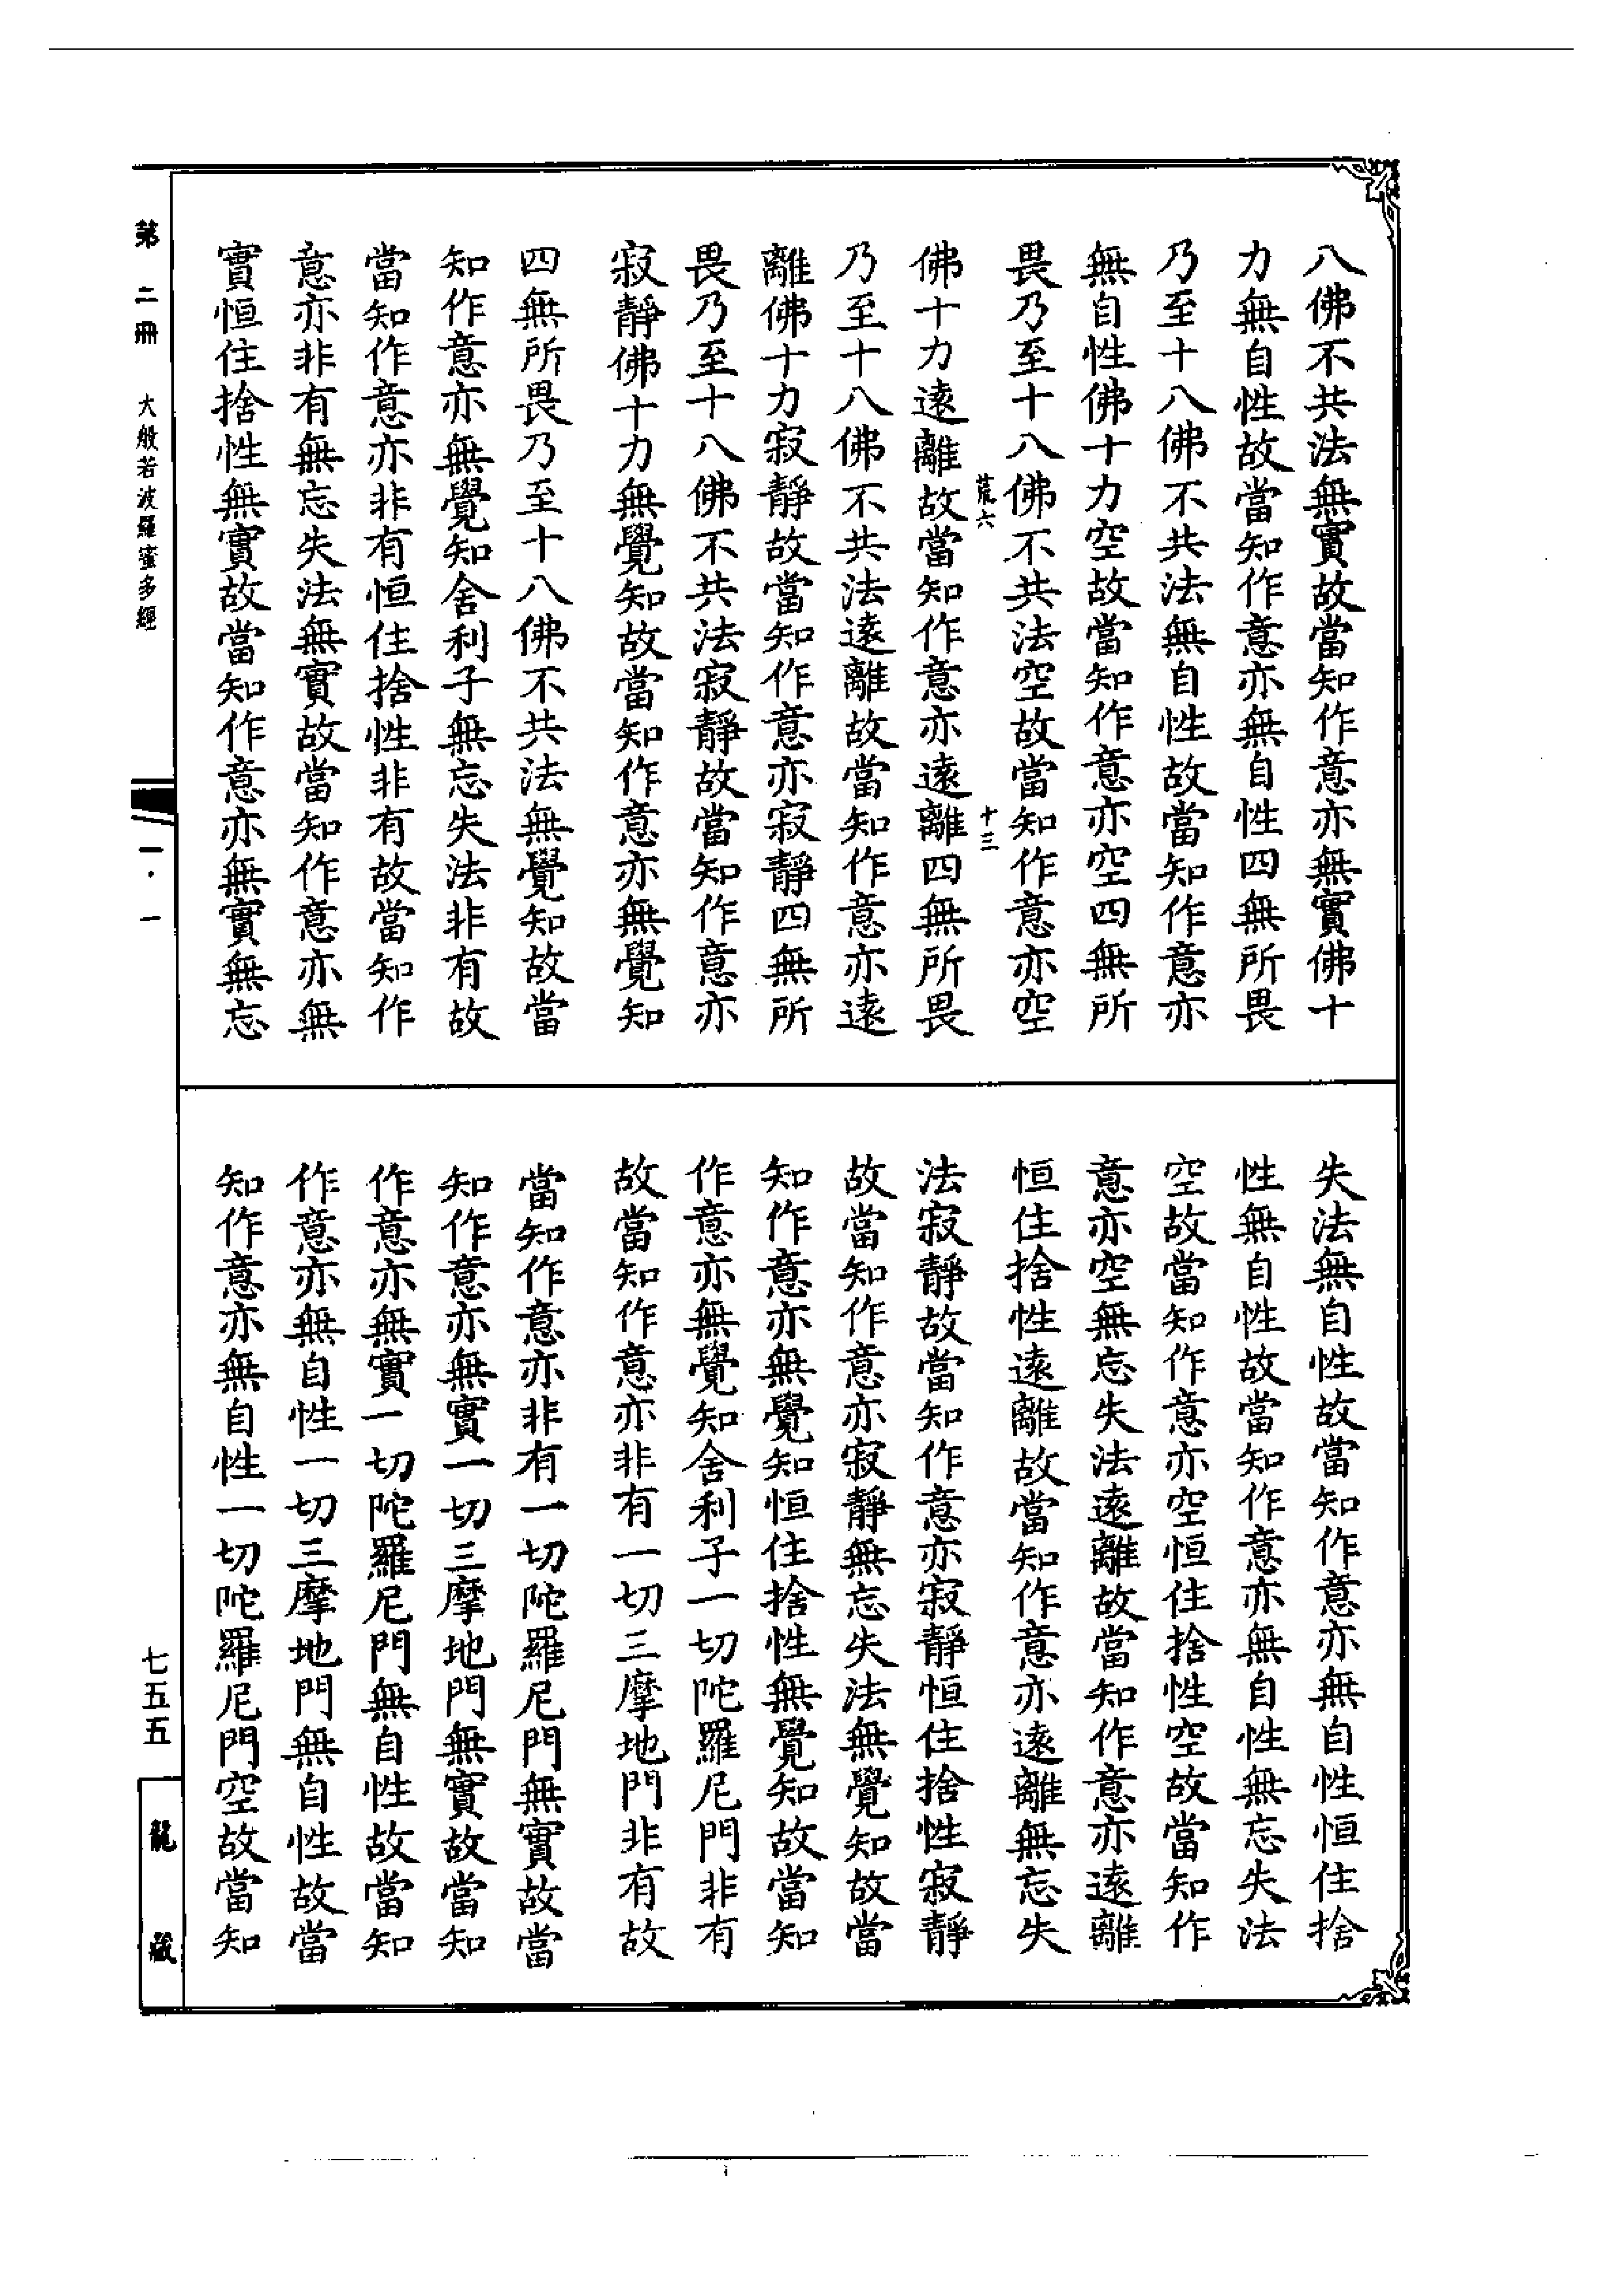 八佛不共法無實故當知作意亦無實佛十
力無自性故當知作意亦無自性四無所畏
乃至十八佛不共法無自性故當知作意亦
無自性佛十力空故當知作意亦空四無所
畏乃至十八佛不共法空故當知作意亦空
荒六
十三
佛十力遠離故當知作意亦遠離四無所畏
乃至十八佛不共法遠離故當知作意亦遠
離佛十力寂靜故當知作意亦寂靜四無所
畏乃至十八佛不共法寂靜故當知作意亦
寂靜佛十力無覺知故當知作意亦無覺知
四無所畏乃至十八佛不共法無覺知故當
知作意亦無覺知舍利子無忘失法非有故
當知作意亦非有恒住捨性非有故當知作
意亦非有無忘失法無實故當知作意亦無
實恒住捨性無實故當知作意亦無實無忘
失法無自性故當知作意亦無自性恒住捨
性無自性故當知作意亦無自性無忘失法
空故當知作意亦空恒住捨性空故當知作
意亦空無忘失法遠離故當知作意亦遠離
恒住捨性遠離故當知作意亦遠離無忘失
法寂靜故當知作意亦寂靜恒住捨性寂靜
故當知作意亦寂靜無忘失法無覺知故當
知作意亦無覺知恒住捨性無覺知故當知
作意亦無覺知舍利子一切陀羅尼門非有
故當知作意亦非有一切三摩地門非有故
當知作意亦非有一切陀羅尼門無實故當
知作意亦無實一切三摩地門無實故當知
作意亦無實一切陀羅尼門無自性故當知
作意亦無自性一切三摩地門無自性故當
知作意亦無自性一切陀羅尼門空故當知
第二冊
大般若波羅蜜多經
一·一
七五五
龍藏